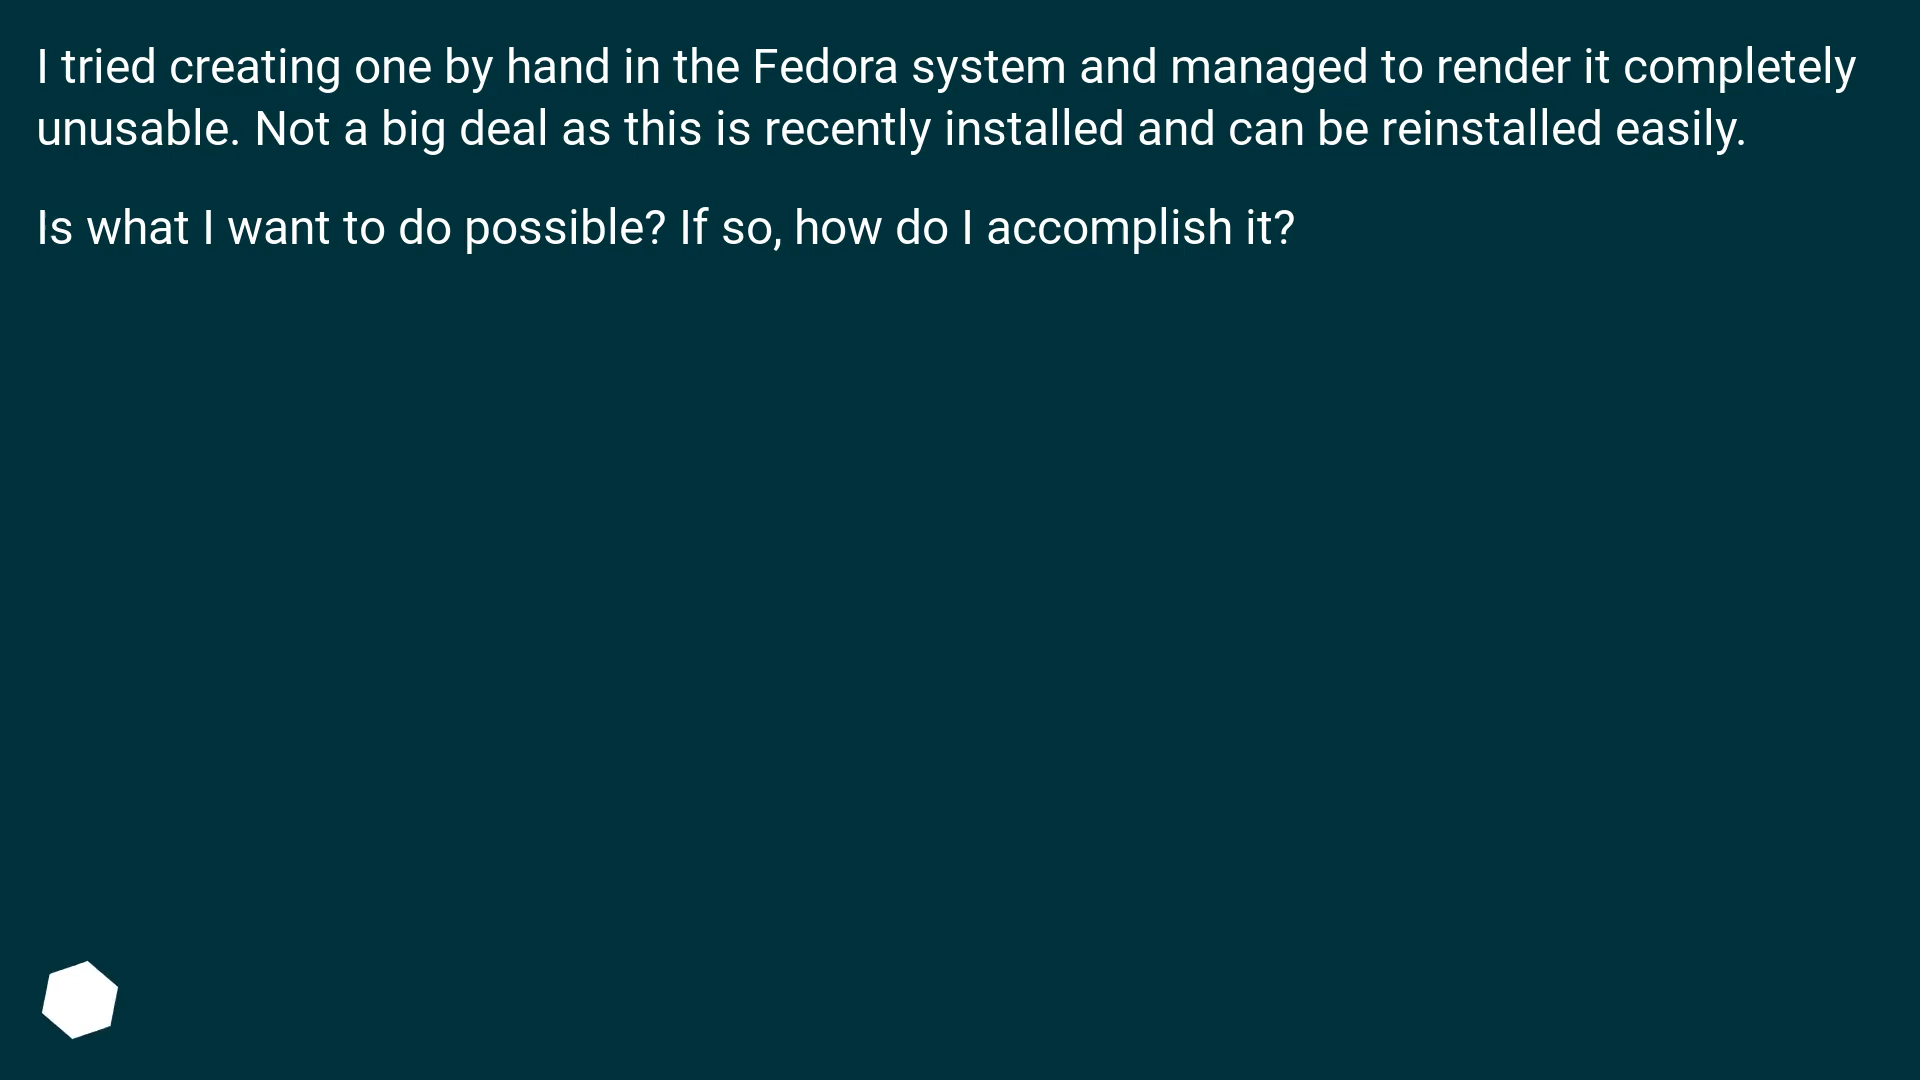 I tried creating one by hand in the Fedora system and managed to render it completely
unusable. Not a big deal as this is recently installed and can be reinstalled easily.
Is what I want to do possible? If so, how do I accomplish it?